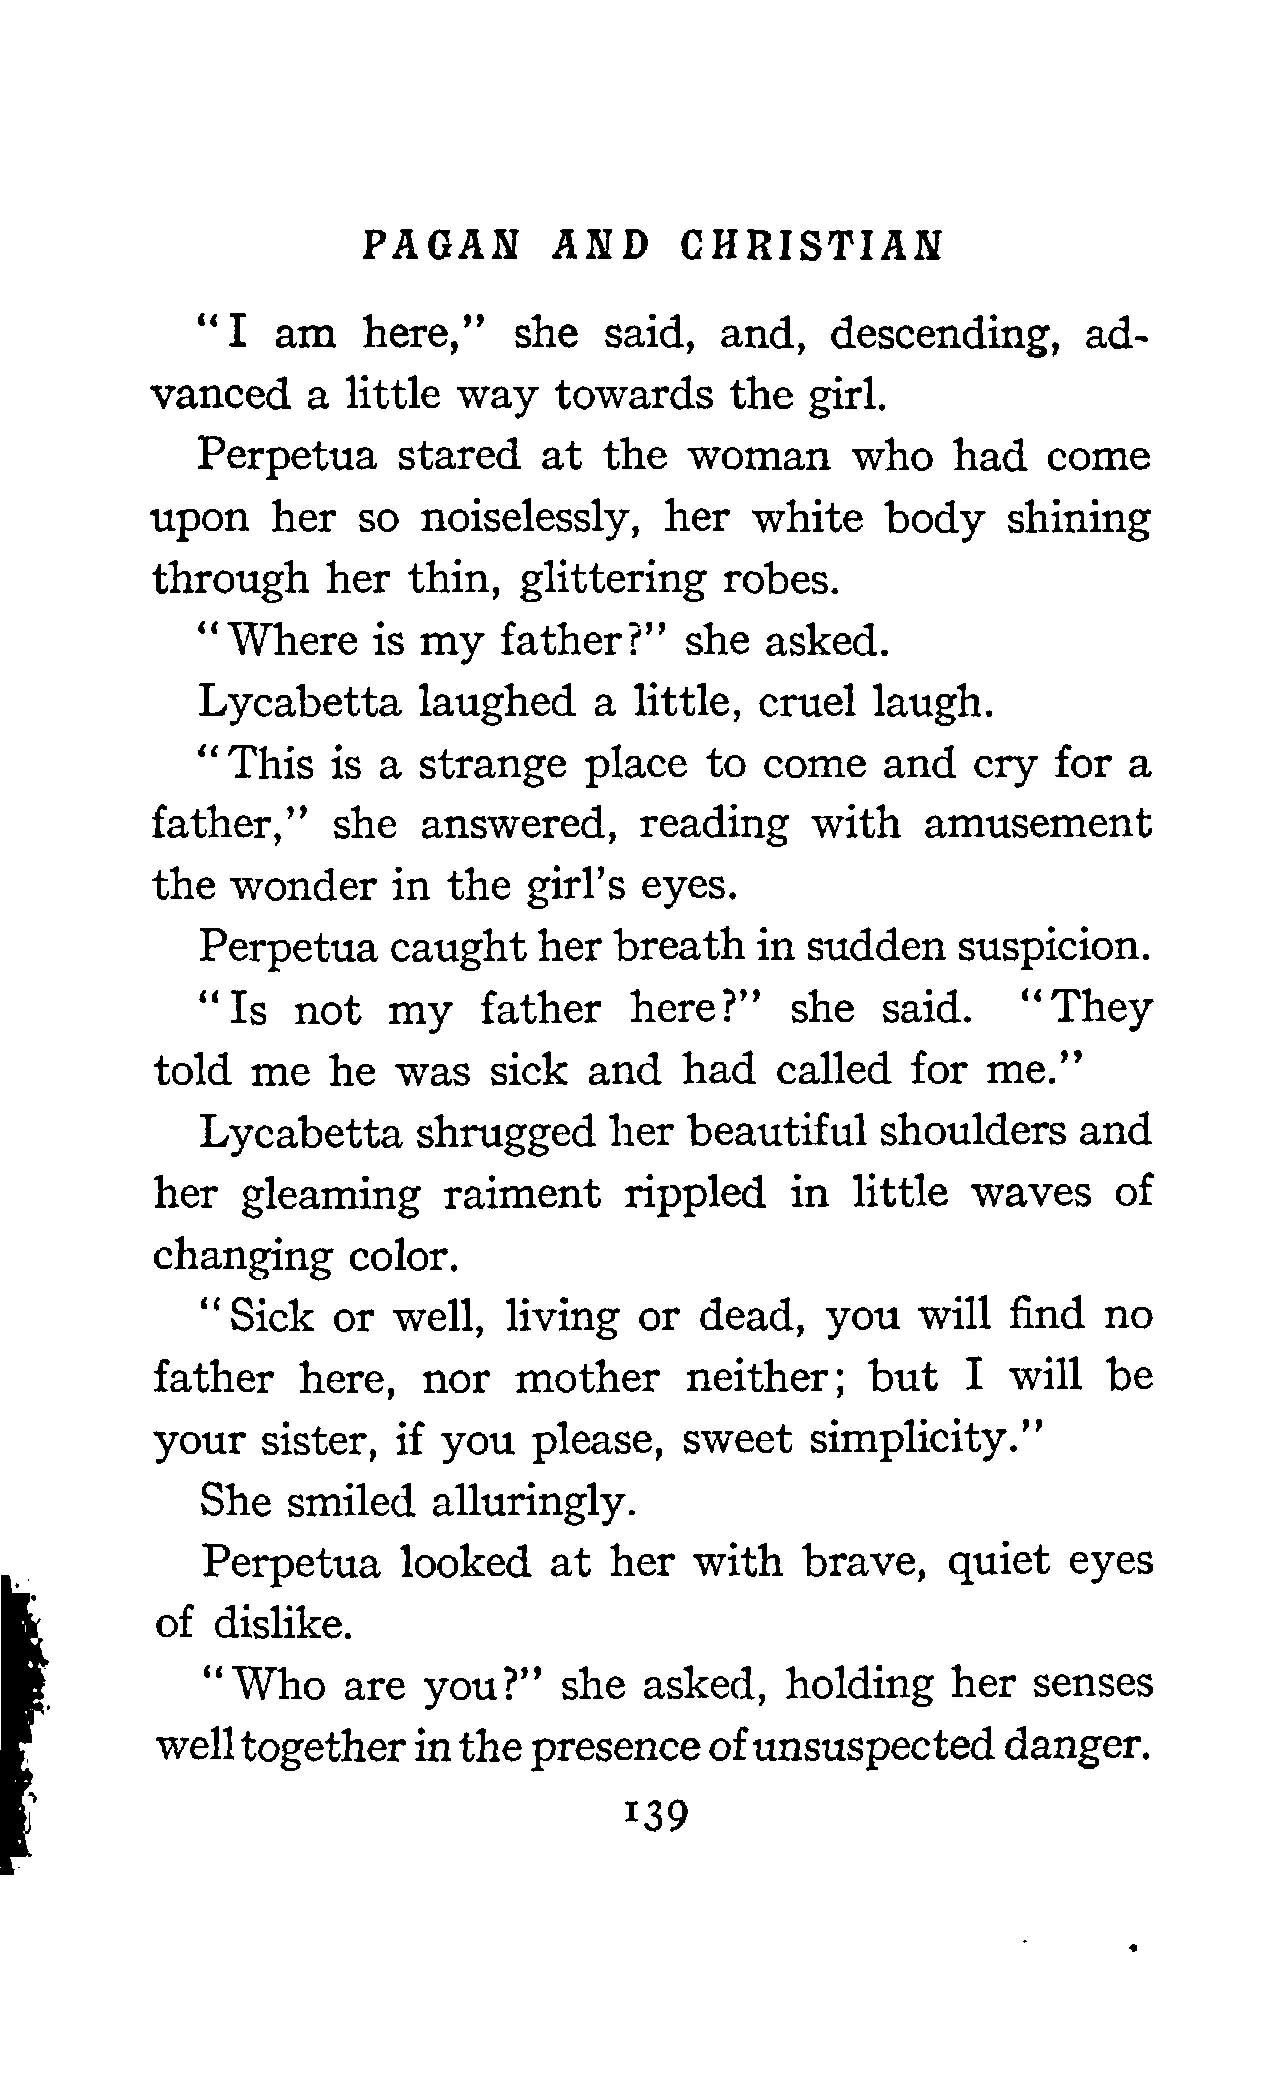 PAGAN AND CHRISTIAN
"I am here," she said, and, descending, ad-
vanced a little way towards the girl.
Perpetua stared at the woman who had come
upon her so noiselessly, her white body shining
through her thin, glittering robes.
"Where is my father?" she asked.
Lycabetta laughed a little, cruel laugh.
"This is a strange place to come and cry for a
father," she answered, reading with amusement
the wonder in the girl's eyes.
Perpetua caught her breath in sudden suspicion.
"Is not my father here?" she said. "They
told me he was sick and had called for me."
Lycabetta shrugged her beautiful shoulders and
her gleaming raiment rippled in little waves of
changing color.
"Sick or well, living or dead, you will find no
father here, nor mother neither; but I will be
your sister, if you please, sweet simplicity."
She smiled alluringly.
Perpetua looked at her with brave, quiet eyes
of dislike.
"Who are you?" she asked, holding her senses
well together in the presence of unsuspected danger.
139